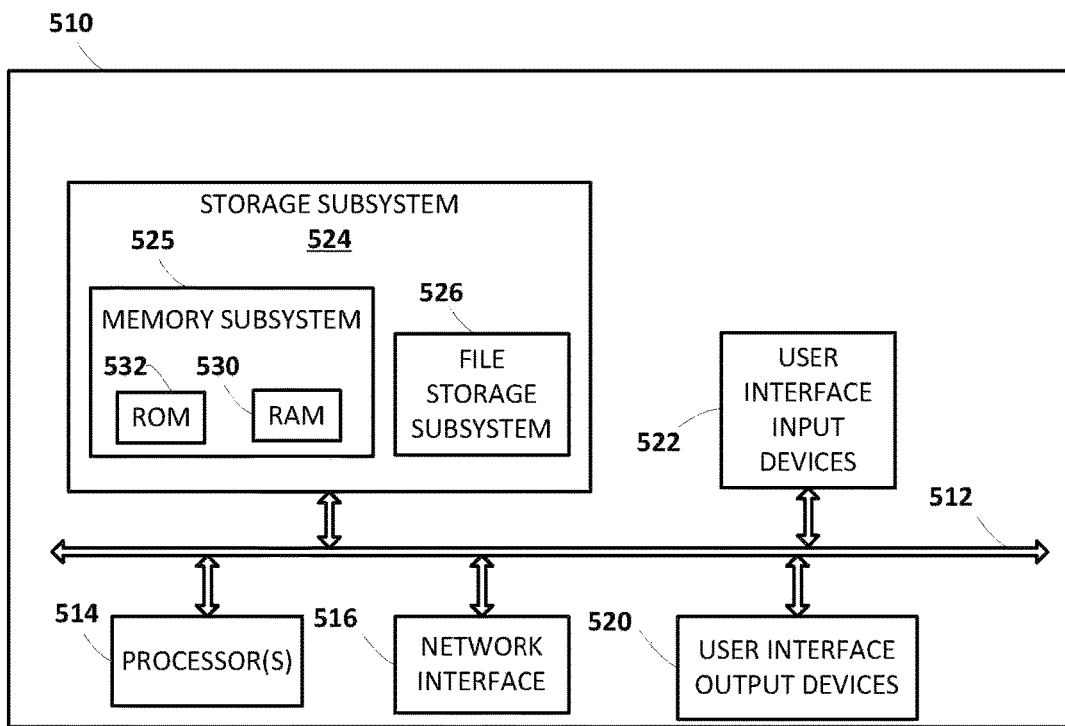 510
STORAGE SUBSYSTEM
524
525
MEMORY SUBSYSTEM
532
530
ROM
RAM
526
FILE
STORAGE
SUBSYSTEM
USER
INTERFACE
INPUT
DEVICES
522
512
514
PROCESSOR(S)
516
NETWORK
INTERFACE
520
USER INTERFACE
OUTPUT DEVICES